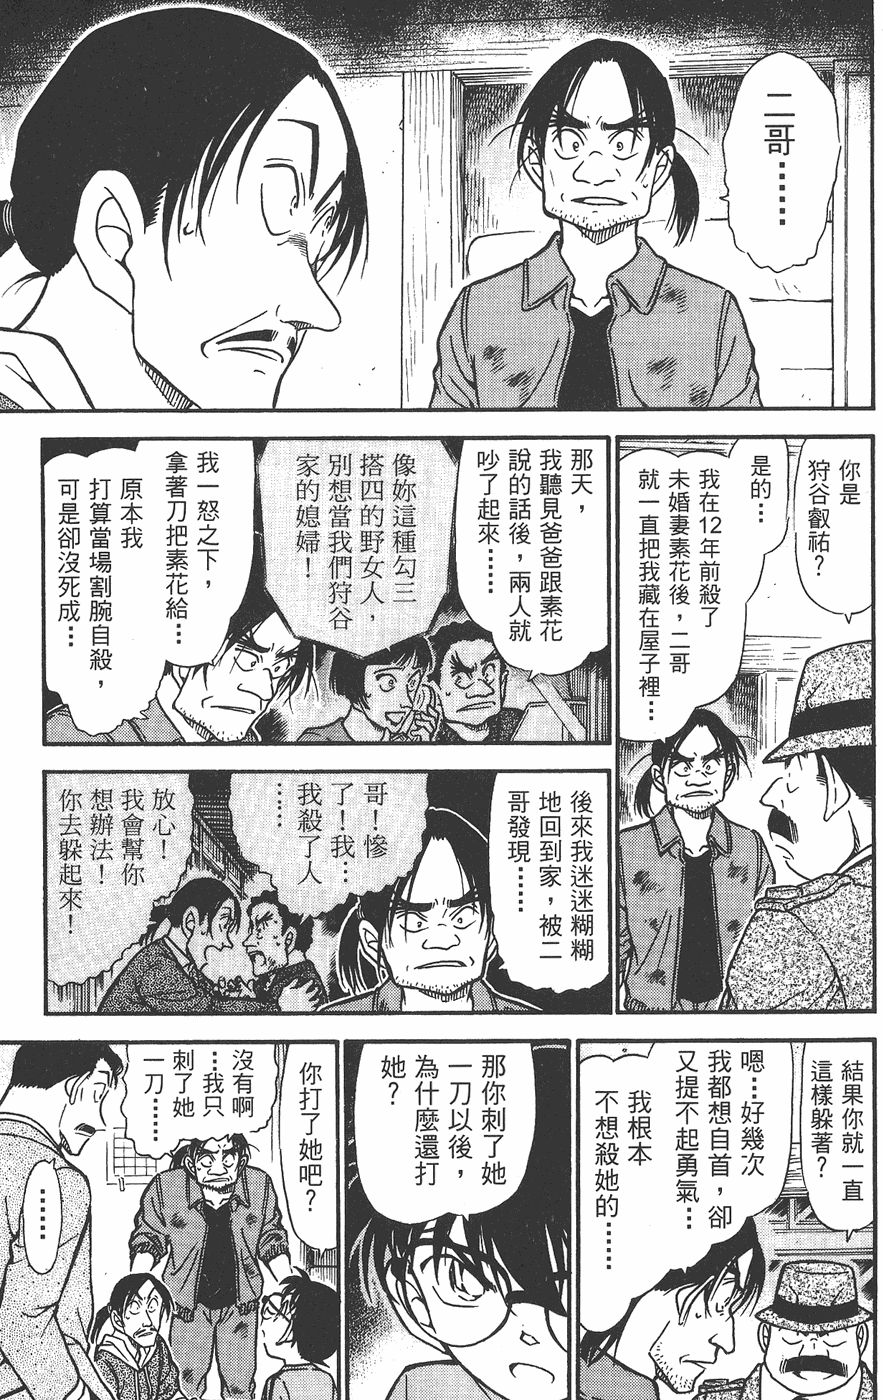 二哥……
你是
狩谷叡祐？
是的…
我在12年前殺了
未婚妻素花後，二哥
就一直把我藏在屋子裡…
那天，
我聽見爸爸跟素花
說的話後，兩人就
吵了起來……
像妳這種勾三
搭四的野女人，
別想當我們狩谷
家的媳婦！
我一怒之下，
拿著刀把素花給…
原本我
打算當場割腕自殺，
可是卻沒死成…
後來我迷迷糊糊
地回到家，被二
哥發現……
哥！慘
了！我…
我殺了人
……
放心！
我會幫你
想辦法！
你去躲起來！
結果你就一直
這樣躲著？
嗯…好幾次
我都想自首，卻
又提不起勇氣…
我根本
不想殺她的……
那你刺了她
一刀以後，
為什麼還打
她？
你打了她吧？
沒有啊
…我只
刺了她
一刀……
……